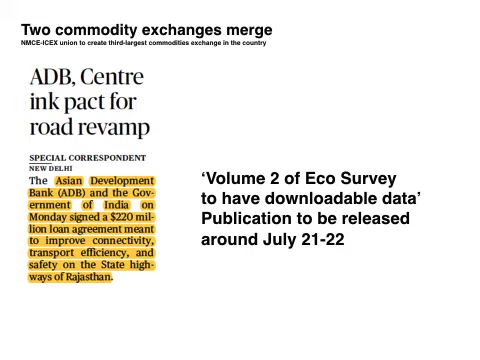 Two commodity exchanges merge
NMCE-ICEX union to create third-largest commodities exchange in the country
ADB, Centre
ink pact for
road revamp
SPECIAL CORRESPONDENT
NEW DELHI
The Asian Development
Bank (ADB) and the Gov-
ernment of India on
Monday signed a $220 mil-
lion loan agreement meant
to improve connectivity,
transport efficiency, and
safety on the State high-
ways of Rajasthan.
‘Volume 2 of Eco Survey
to have downloadable data’
Publication to be released
around July 21-22